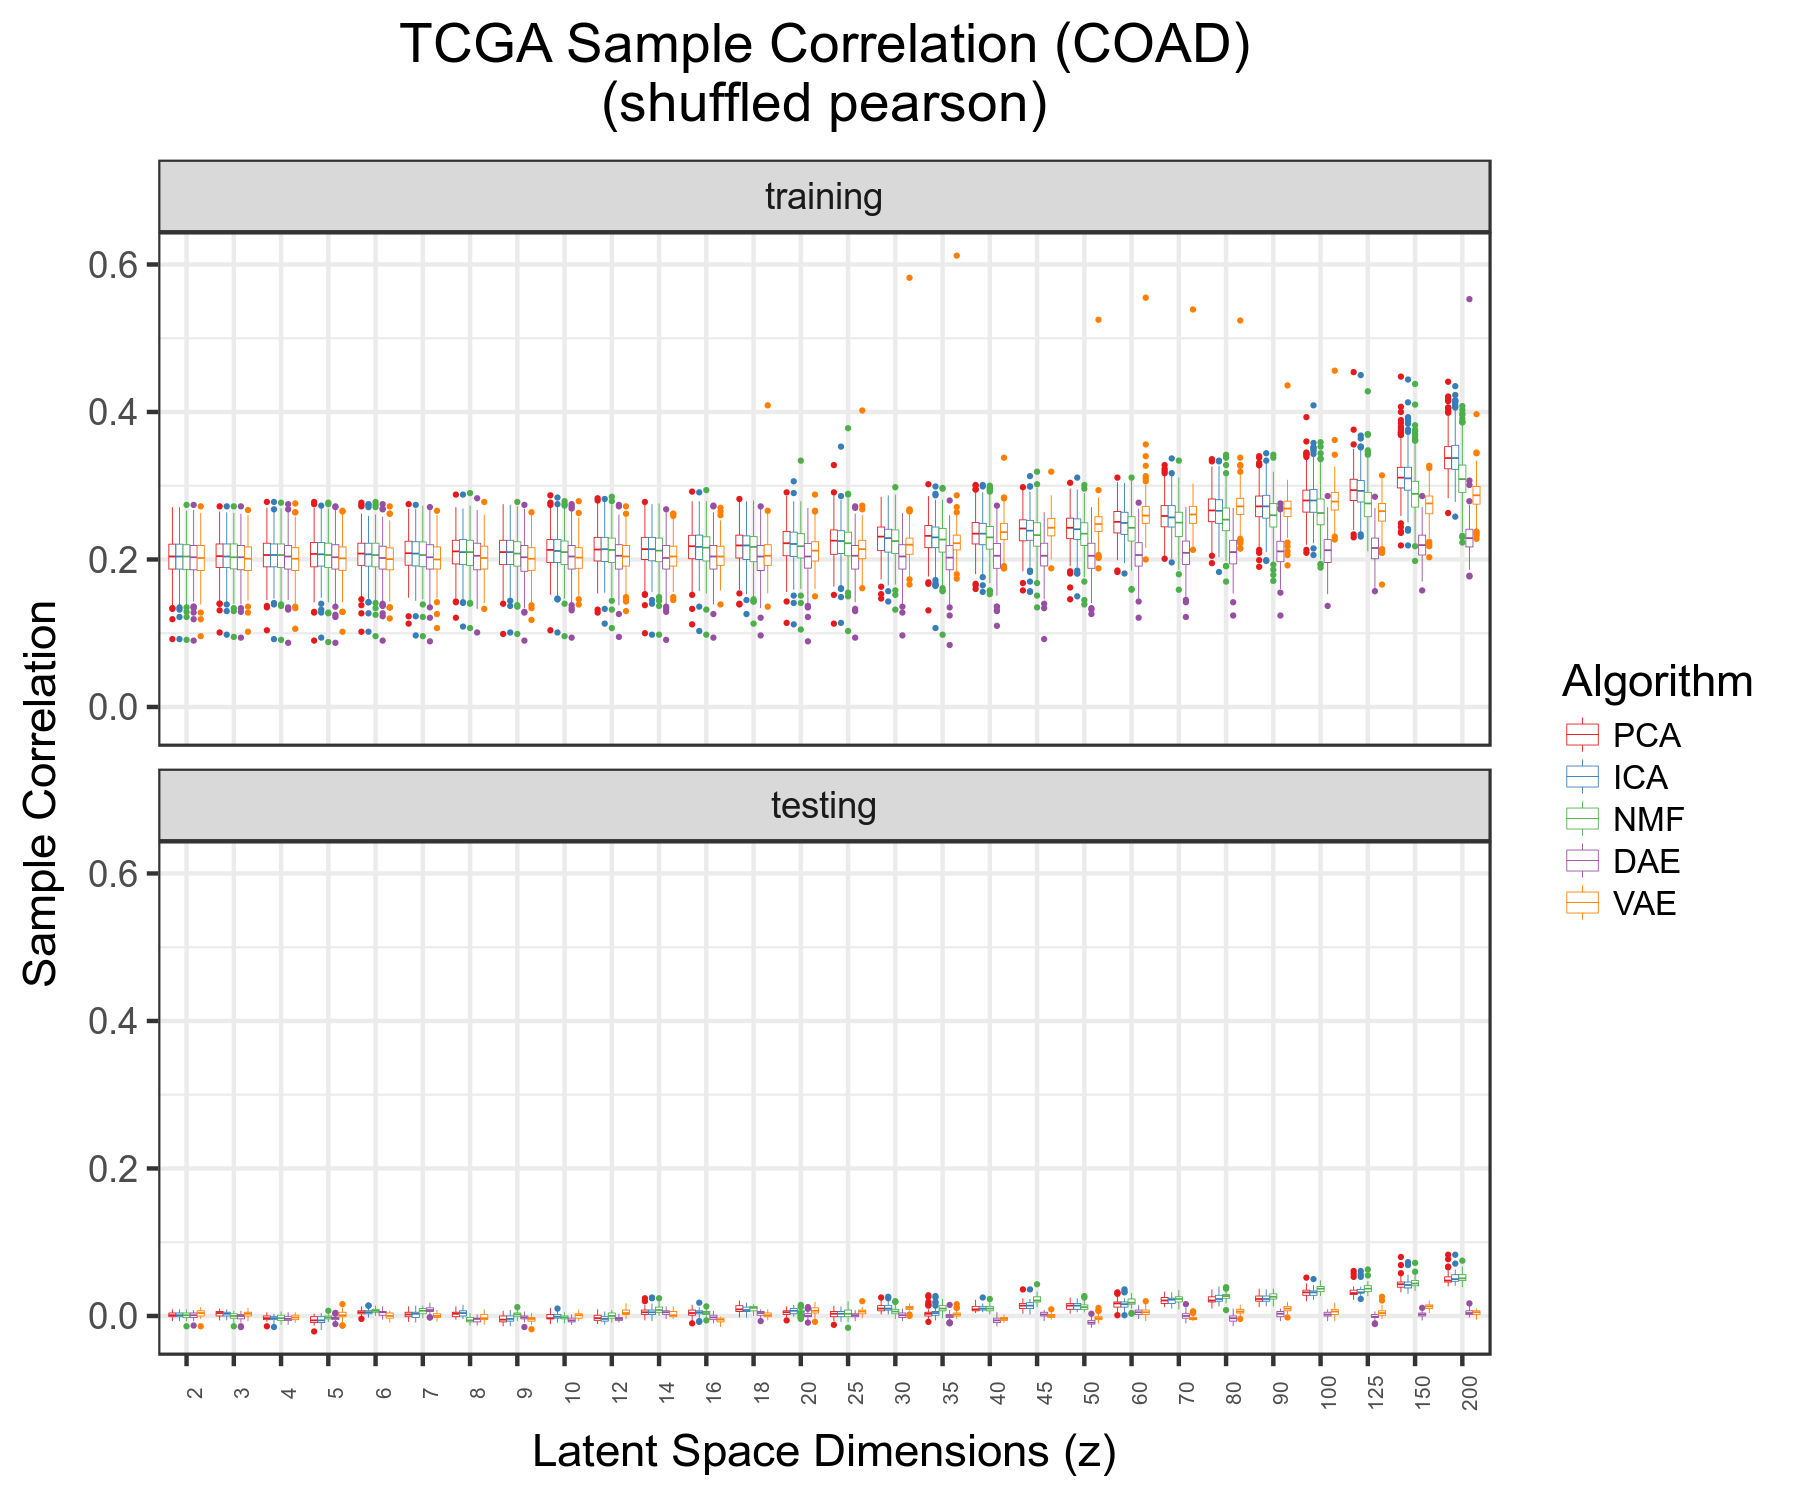 TCGA Sample Correlation (COAD)
(shuffled pearson)
training
0.6
0.4
0.2
0.0
testing
0.6
0.4
0.2
0.0
Sample Correlation
2 3 4 5 6 7 8 9 10 12 14 16 18 20 25 30 35 40 45 50 60 70 80 90 100 125 150 200
Latent Space Dimensions (z)
Algorithm
PCA
ICA
NMF
DAE
VAE